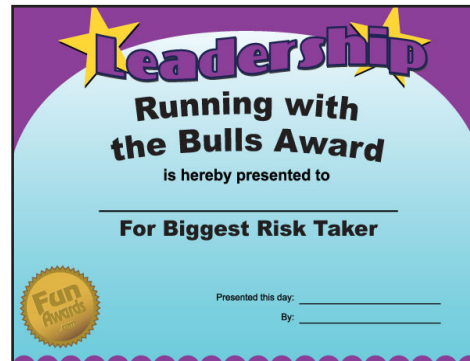 Leadership
Running with
the Bulls Award
is hereby presented to
For Biggest Risk Taker
Presented this day:
By:
Fun
Awards